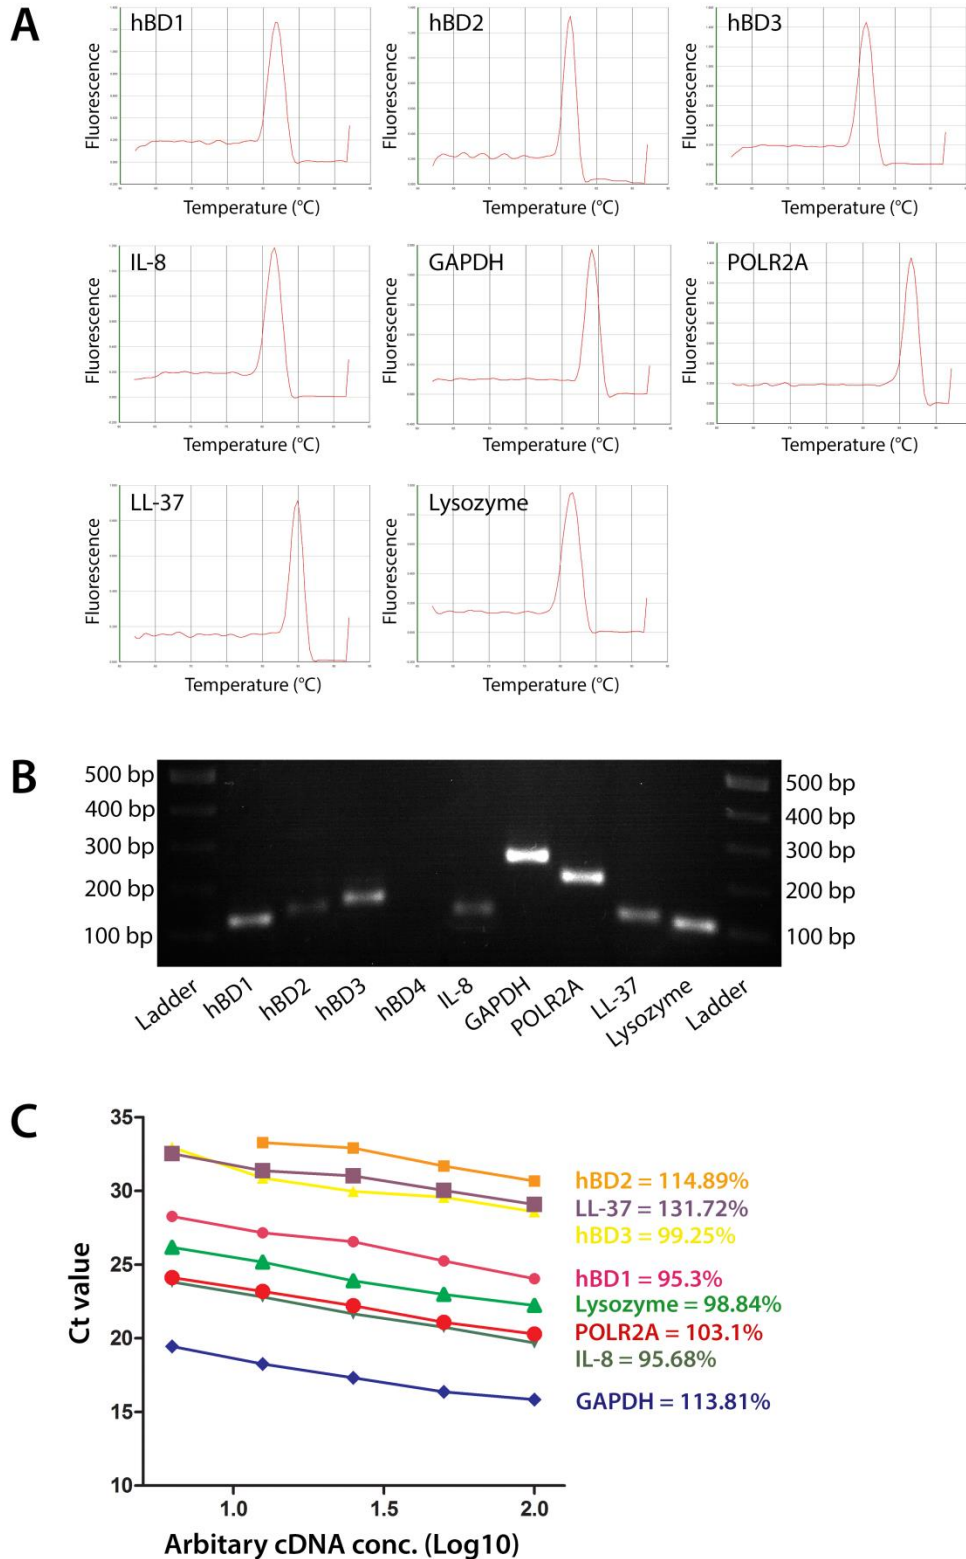 A
hBD1
Fluorescence
Temperature (°C)
hBD2
Fluorescence
Temperature (°C)
hBD3
Fluorescence
Temperature (°C)
IL-8
Fluorescence
Temperature (°C)
GAPDH
Fluorescence
Temperature (°C)
POLR2A
Fluorescence
Temperature (°C)
LL-37
Fluorescence
Temperature (°C)
Lysozyme
Fluorescence
Temperature (°C)
B
500 bp
400 bp
300 bp
200 bp
100 bp
500 bp
400 bp
300 bp
200 bp
100 bp
Ladder
hBD1
hBD2
hBD3
hBD4
IL-8
GAPDH
POLR2A
LL-37
Lysozyme
Ladder
C
Ct value
35
30
25
20
15
10
1.0
1.5
2.0
Arbitary cDNA conc. (Log10)
hBD2 = 114.89%
LL-37 = 131.72%
hBD3 = 99.25%
hBD1 = 95.3%
Lysozyme = 98.84%
POLR2A = 103.1%
IL-8 = 95.68%
GAPDH = 113.81%